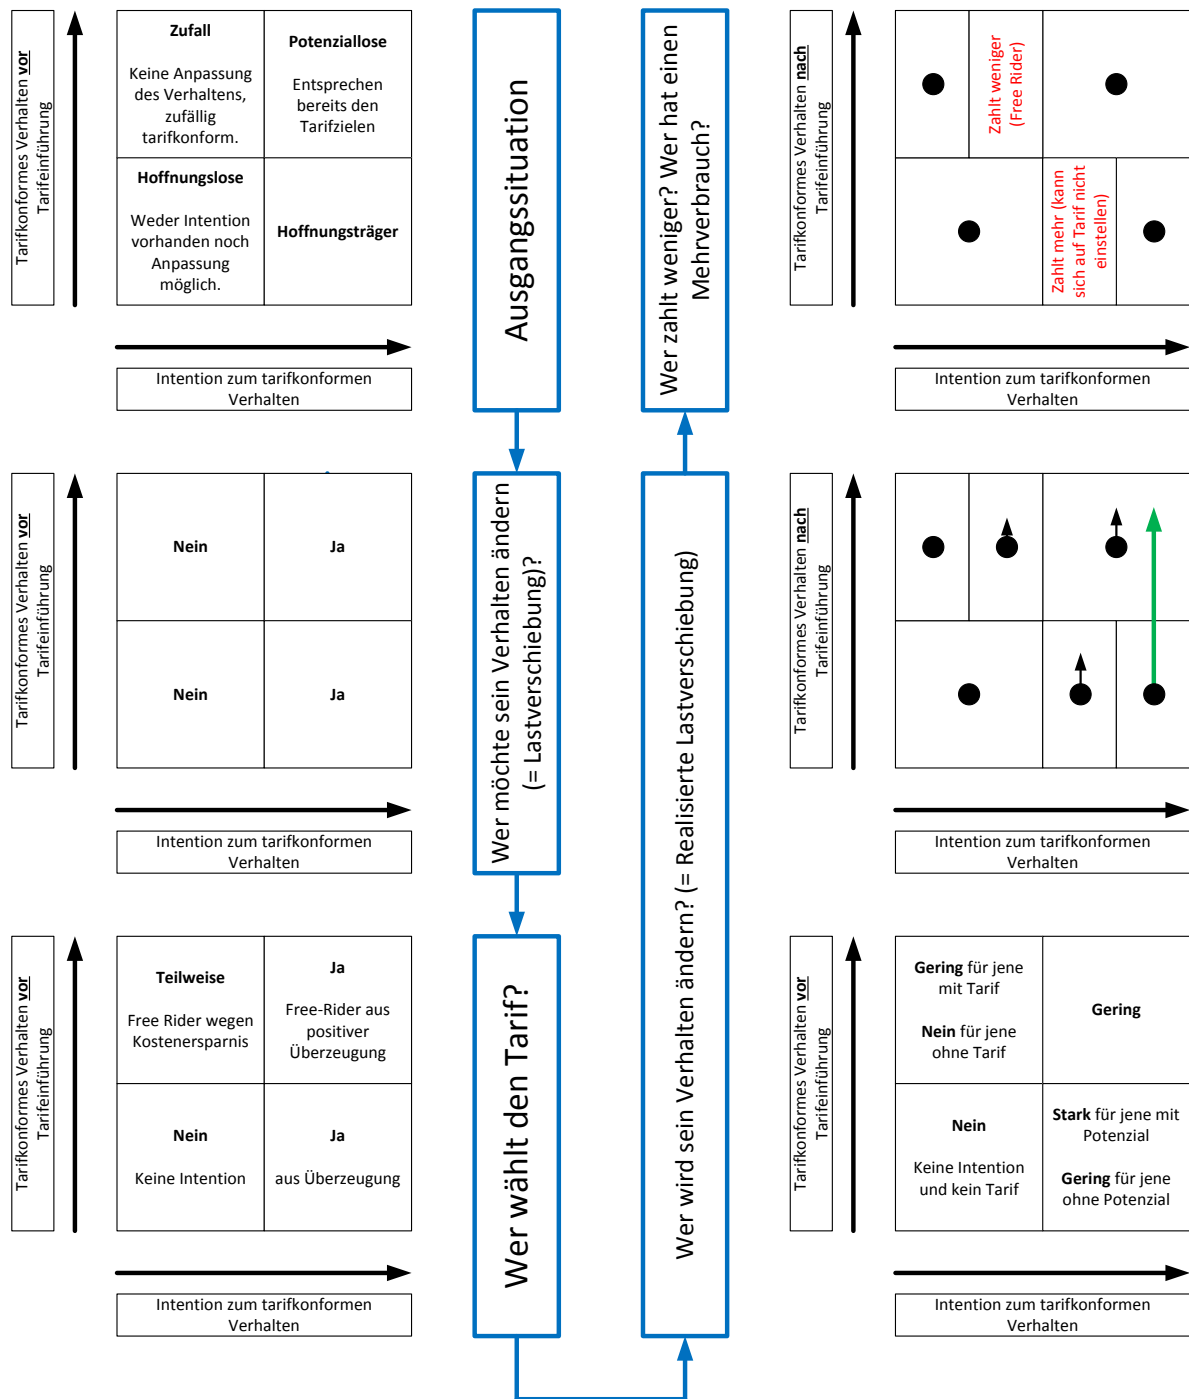 Tarifkonformes Verhalten vor
Tarifeinführung
Zufall
Keine Anpassung
des Verhaltens,
zufällig
tarifkonform.
Potenziallose
Entsprechen
bereits den
Tarifzielen
Hoffnungslose
Weder Intention
vorhanden noch
Anpassung
möglich.
Hoffnungsträger
Intention zum tarifkonformen
Verhalten
Ausgangssituation
Wer zahlt weniger? Wer hat einen
Mehrverbrauch?
Tarifkonformes Verhalten nach
Tarifeinführung
Zahlt weniger
(Free Rider)
Zahlt mehr (kann
sich auf Tarif nicht
einstellen)
Intention zum tarifkonformen
Verhalten
Tarifkonformes Verhalten vor
Tarifeinführung
Nein
Ja
Nein
Ja
Intention zum tarifkonformen
Verhalten
Wer möchte sein Verhalten ändern
(= Lastverschiebung)?
Wer wird sein Verhalten ändern? (= Realisierte Lastverschiebung)
Tarifkonformes Verhalten nach
Tarifeinführung
Intention zum tarifkonformen
Verhalten
Tarifkonformes Verhalten vor
Tarifeinführung
Teilweise
Free Rider wegen
Kostenersparnis
Ja
Free-Rider aus
positiver
Überzeugung
Nein
Keine Intention
Ja
aus Überzeugung
Intention zum tarifkonformen
Verhalten
Wer wählt den Tarif?
Tarifkonformes Verhalten vor
Tarifeinführung
Gering für jene
mit Tarif
Nein für jene
ohne Tarif
Gering
Nein
Keine Intention
und kein Tarif
Stark für jene mit
Potenzial
Gering für jene
ohne Potenzial
Intention zum tarifkonformen
Verhalten